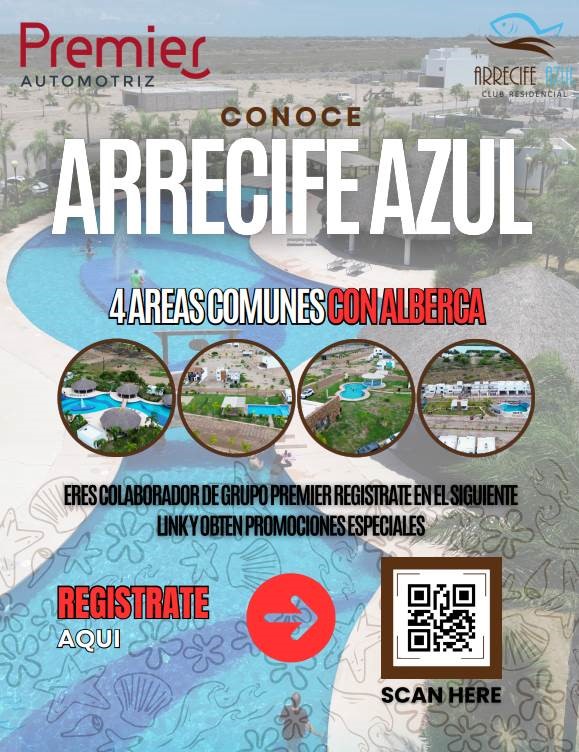 Premier
AUTOMOTRIZ
ARRECIFE AZUL
CLUB RESIDENCIAL
CONOCE
ARRECIFE AZUL
4 AREAS COMUNES CON ALBERCA
ERES COLABORADOR DE GRUPO PREMIER REGISTRATE EN EL SIGUIENTE
LINK Y OBTEN PROMOCIONES ESPECIALES
REGISTRATE
AQUI
SCAN HERE